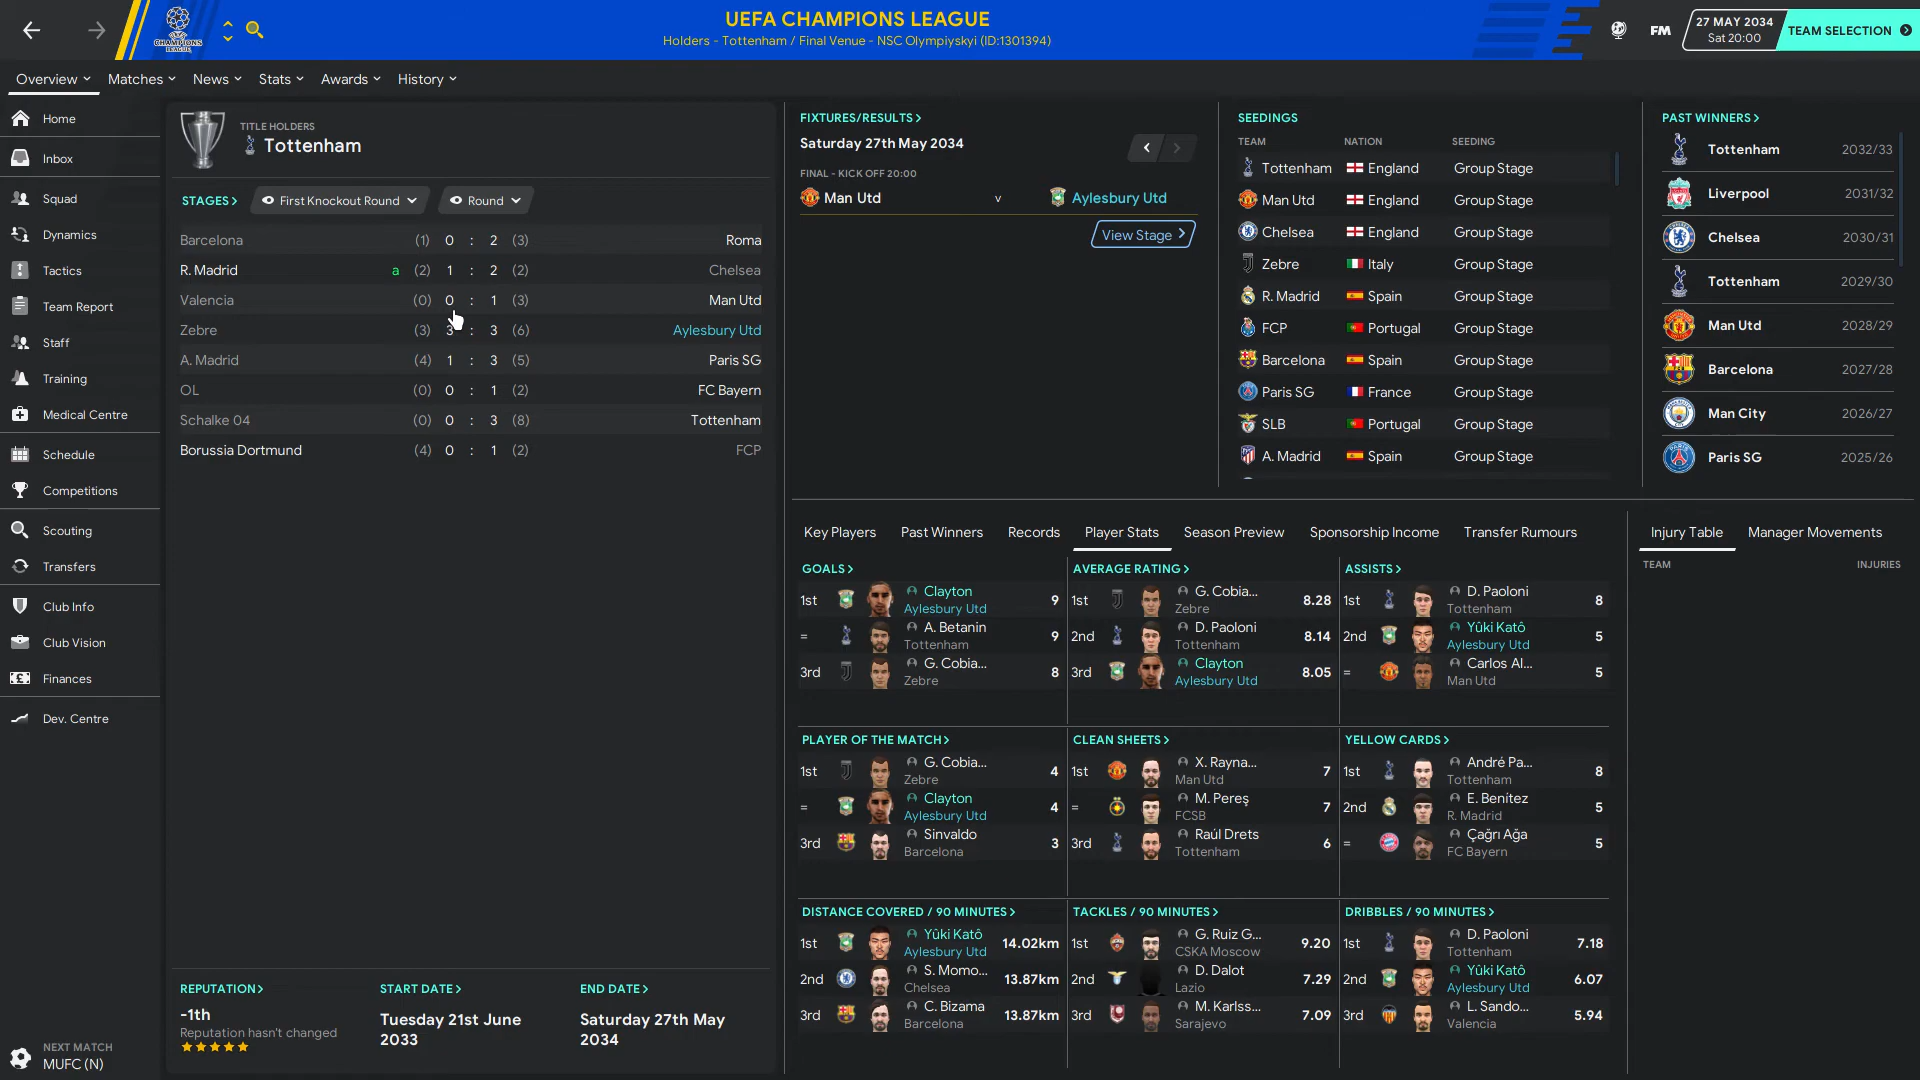 UEFA CHAMPIONS LEAGUE
Holders - Tottenham / Final Venue - NSC Olympiyskyi (ID:1301394)
CHAMPIONS LEAGUE
FM
27 MAY 2034
Sat 20:00
TEAM SELECTION
Overview
Matches
News
Stats
Awards
History
Home
Inbox
Squad
Dynamics
Tactics
Team Report
Staff
Training
Medical Centre
Schedule
Competitions
Scouting
Transfers
Club Info
Club Vision
Finances
Dev. Centre
NEXT MATCH
MUFC (N)
TITLE HOLDERS
Tottenham
STAGES >
First Knockout Round
Round
Barcelona (1) 0 : 2 (3) Roma
R. Madrid a (2) 1 : 2 (2) Chelsea
Valencia (0) 0 : 1 (3) Man Utd
Zebre (3) 3 : 3 (6) Aylesbury Utd
A. Madrid (4) 1 : 3 (5) Paris SG
OL (0) 0 : 1 (2) FC Bayern
Schalke 04 (0) 0 : 3 (8) Tottenham
Borussia Dortmund (4) 0 : 1 (2) FCP
REPUTATION >
-1th
Reputation hasn't changed
START DATE >
Tuesday 21st June
2033
END DATE >
Saturday 27th May
2034
FIXTURES/RESULTS >
Saturday 27th May 2034
FINAL - KICK OFF 20:00
Man Utd v Aylesbury Utd
View Stage >
SEEDINGS
TEAM NATION SEEDING
Tottenham England Group Stage
Man Utd England Group Stage
Chelsea England Group Stage
Zebre Italy Group Stage
R. Madrid Spain Group Stage
FCP Portugal Group Stage
Barcelona Spain Group Stage
Paris SG France Group Stage
SLB Portugal Group Stage
A. Madrid Spain Group Stage
PAST WINNERS >
Tottenham 2032/33
Liverpool 2031/32
Chelsea 2030/31
Tottenham 2029/30
Man Utd 2028/29
Barcelona 2027/28
Man City 2026/27
Paris SG 2025/26
Key Players
Past Winners
Records
Player Stats
Season Preview
Sponsorship Income
Transfer Rumours
GOALS >
1st Clayton 9
Aylesbury Utd
= A. Betanin 9
Tottenham
3rd G. Cobia... 8
Zebre
AVERAGE RATING >
1st G. Cobia... 8.28
Zebre
2nd D. Paoloni 8.14
Tottenham
3rd Clayton 8.05
Aylesbury Utd
ASSISTS >
1st D. Paoloni 8
Tottenham
2nd Yûki Katô 5
Aylesbury Utd
= Carlos Al... 5
Man Utd
PLAYER OF THE MATCH >
1st G. Cobia... 4
Zebre
= Clayton 4
Aylesbury Utd
3rd Sinvaldo 3
Barcelona
CLEAN SHEETS >
1st X. Rayna... 7
Man Utd
= M. Pereş 7
FCSB
3rd Raúl Drets 6
Tottenham
YELLOW CARDS >
1st André Pa... 8
Tottenham
2nd E. Benítez 5
R. Madrid
= Çağrı Ağa 5
FC Bayern
DISTANCE COVERED / 90 MINUTES >
1st Yûki Katô 14.02km
Aylesbury Utd
2nd S. Momo... 13.87km
Chelsea
3rd C. Bizama 13.87km
Barcelona
TACKLES / 90 MINUTES >
1st G. Ruiz G... 9.20
CSKA Moscow
2nd D. Dalot 7.29
Lazio
3rd M. Karlss... 7.09
Sarajevo
DRIBBLES / 90 MINUTES >
1st D. Paoloni 7.18
Tottenham
2nd Yûki Katô 6.07
Aylesbury Utd
3rd L. Sando... 5.94
Valencia
Injury Table
Manager Movements
TEAM INJURIES